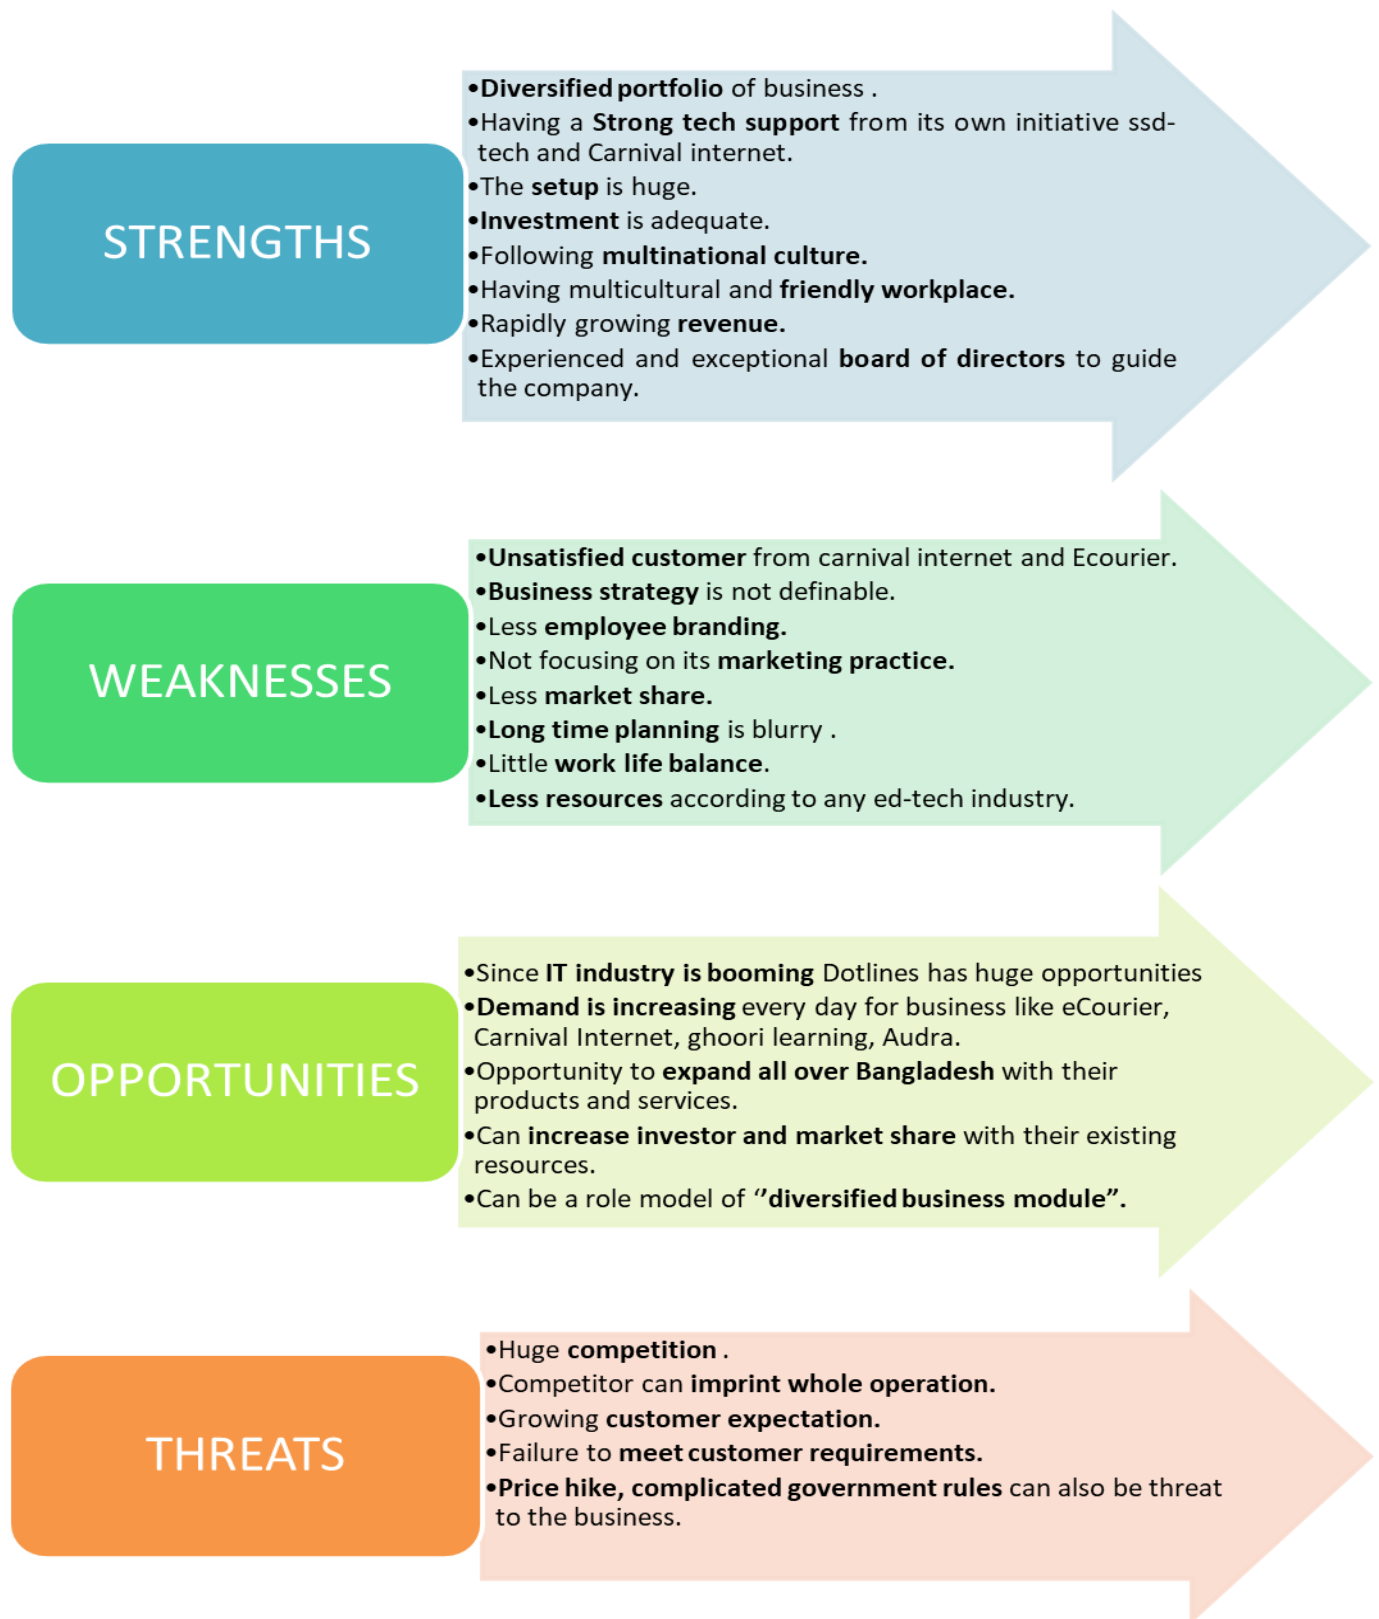 STRENGTHS
•Diversified portfolio of business .
•Having a Strong tech support from its own initiative ssd-
tech and Carnival internet.
•The setup is huge.
•Investment is adequate.
•Following multinational culture.
•Having multicultural and friendly workplace.
•Rapidly growing revenue.
•Experienced and exceptional board of directors to guide
the company.
WEAKNESSES
•Unsatisfied customer from carnival internet and Ecourier.
•Business strategy is not definable.
•Less employee branding.
•Not focusing on its marketing practice.
•Less market share.
•Long time planning is blurry .
•Little work life balance.
•Less resources according to any ed-tech industry.
OPPORTUNITIES
•Since IT industry is booming Dotlines has huge opportunities
•Demand is increasing every day for business like eCourier,
Carnival Internet, ghoori learning, Audra.
•Opportunity to expand all over Bangladesh with their
products and services.
•Can increase investor and market share with their existing
resources.
•Can be a role model of ‘’diversified business module”.
THREATS
•Huge competition .
•Competitor can imprint whole operation.
•Growing customer expectation.
•Failure to meet customer requirements.
•Price hike, complicated government rules can also be threat
to the business.